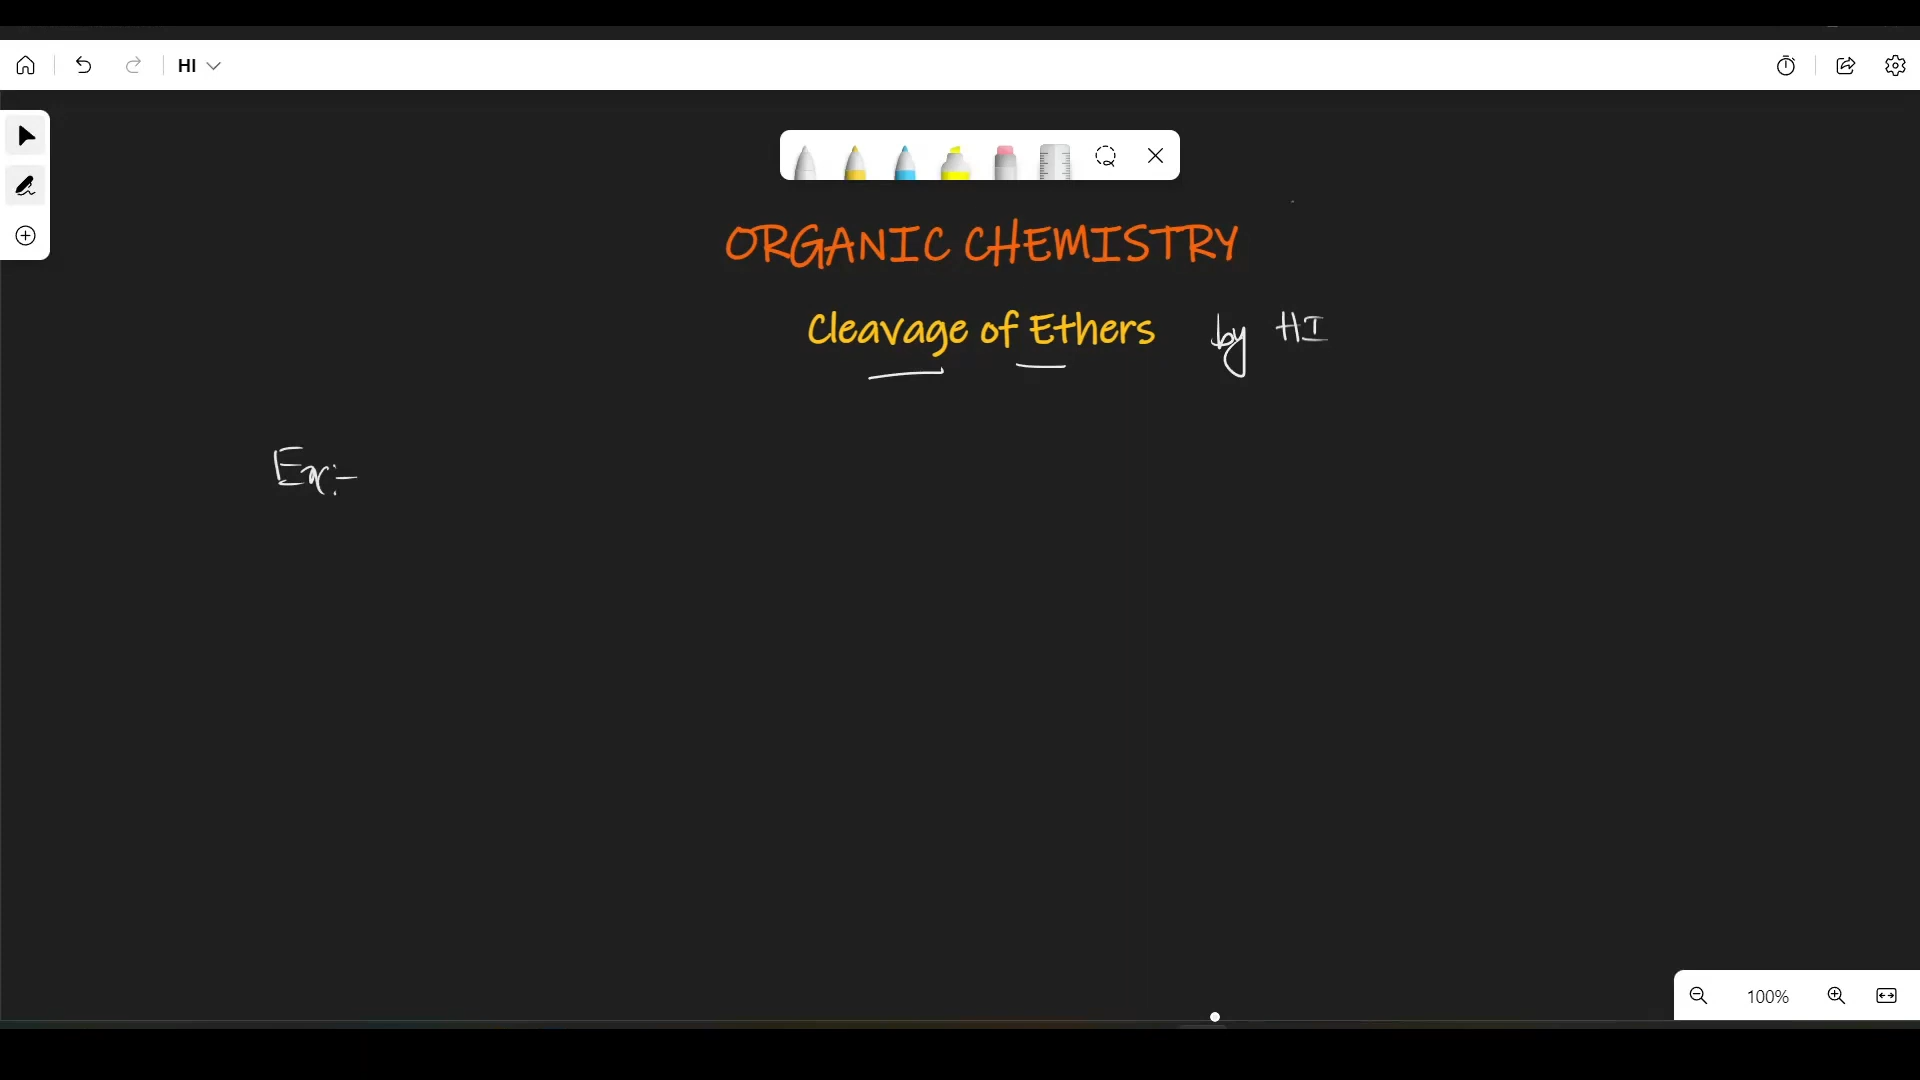 HI
ORGANIC CHEMISTRY
Cleavage of Ethers by HI
Ex:-
100%